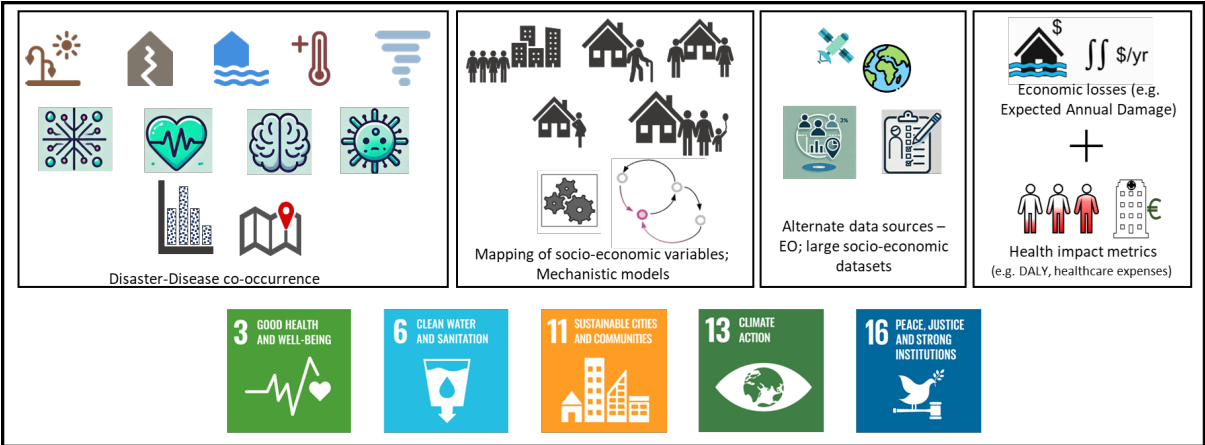 Disaster-Disease co-occurrence
Mapping of socio-economic variables;
Mechanistic models
3%
Alternate data sources –
EO; large socio-economic
datasets
$
∫∫ $/yr
Economic losses (e.g.
Expected Annual Damage)
+
€
Health impact metrics
(e.g. DALY, healthcare expenses)
3 GOOD HEALTH
AND WELL-BEING
6 CLEAN WATER
AND SANITATION
11 SUSTAINABLE CITIES
AND COMMUNITIES
13 CLIMATE
ACTION
16 PEACE, JUSTICE
AND STRONG
INSTITUTIONS